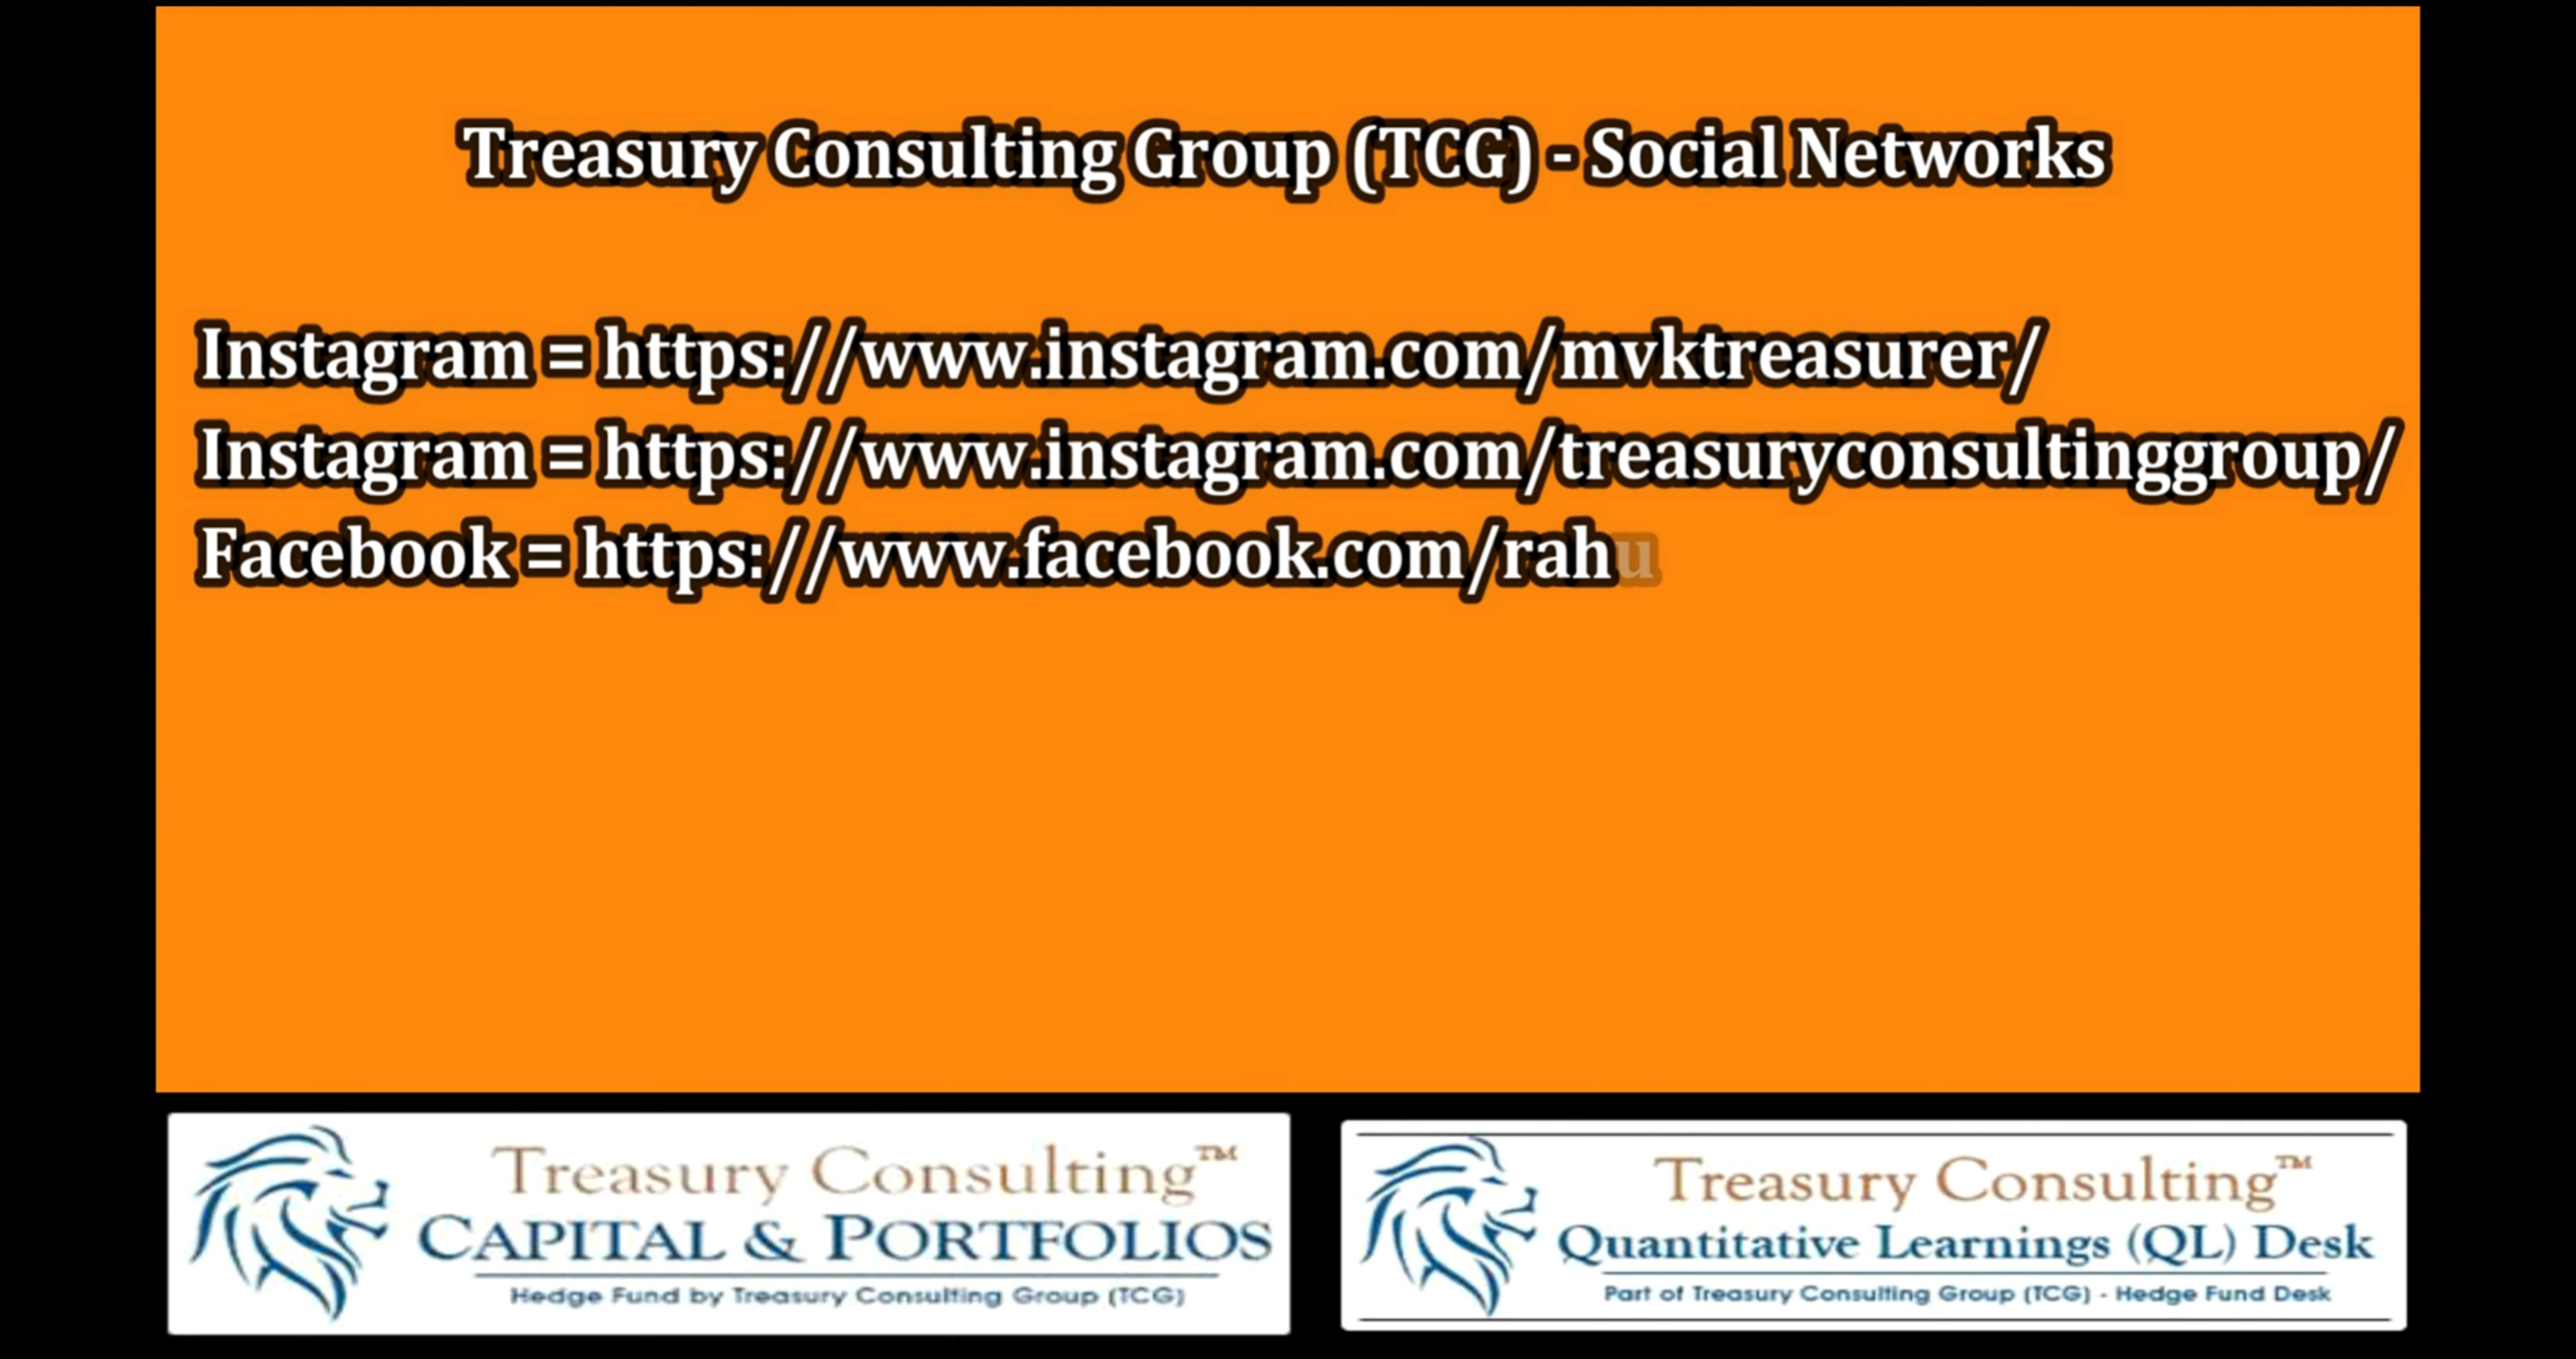 Treasury Consulting Group (TCG) - Social Networks
Instagram = https://www.instagram.com/mvktreasurer/
Instagram = https://www.instagram.com/treasuryconsultinggroup/
Facebook = https://www.facebook.com/rahu
Treasury Consulting™
CAPITAL & PORTFOLIOS
Hedge Fund by Treasury Consulting Group (TCG)
Treasury Consulting™
Quantitative Learnings (QL) Desk
Part of Treasury Consulting Group (TCG) - Hedge Fund Desk